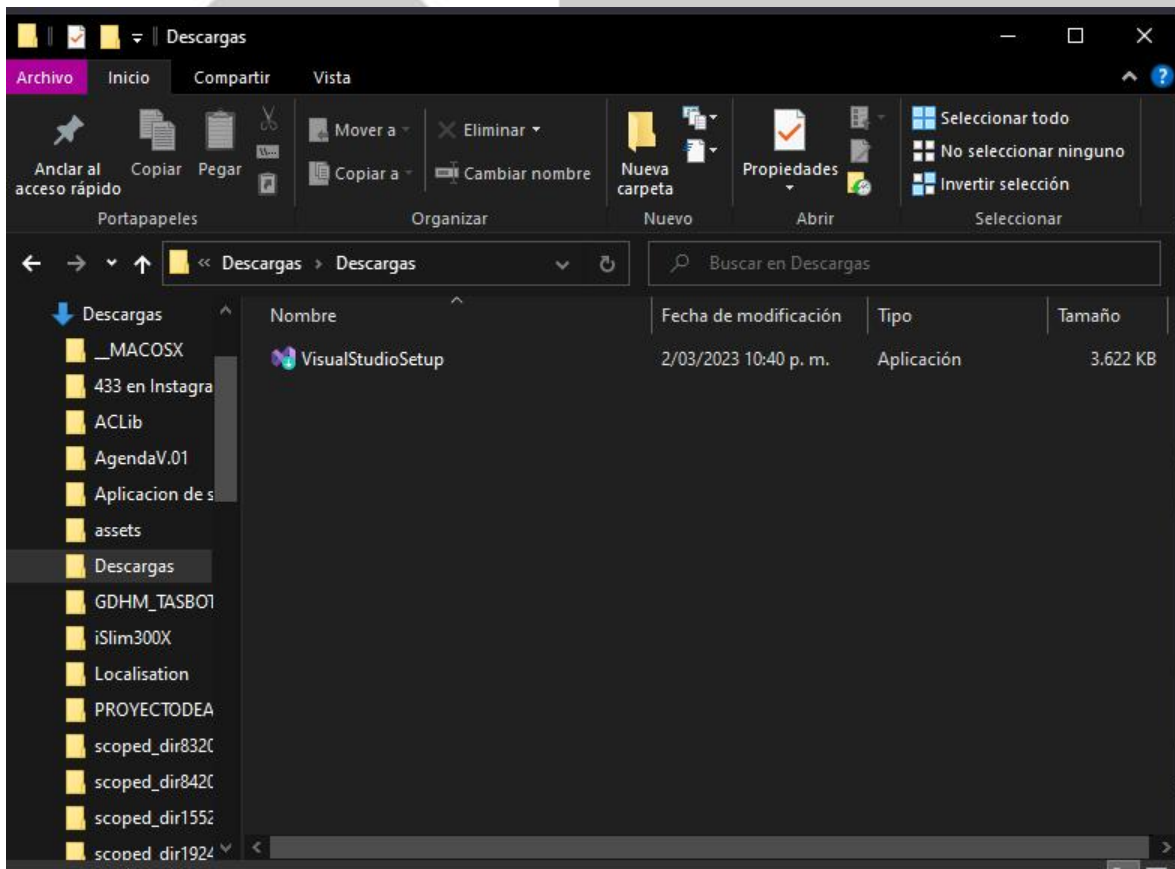 Descargas
Archivo Inicio Compartir Vista
Anclar al acceso rápido
Copiar
Pegar
Portapapeles
Mover a
Copiar a
Eliminar
Cambiar nombre
Organizar
Nueva carpeta
Nuevo
Propiedades
Abrir
Seleccionar todo
No seleccionar ninguno
Invertir selección
Seleccionar
« Descargas > Descargas
Buscar en Descargas
Nombre Fecha de modificación Tipo Tamaño
VisualStudioSetup 2/03/2023 10:40 p. m. Aplicación 3.622 KB
Descargas
__MACOSX
433 en Instagra
ACLib
AgendaV.01
Aplicacion de s
assets
Descargas
GDHM_TASBOT
iSlim300X
Localisation
PROYECTODEA
scoped_dir8320
scoped_dir8420
scoped_dir1552
scoped_dir1924